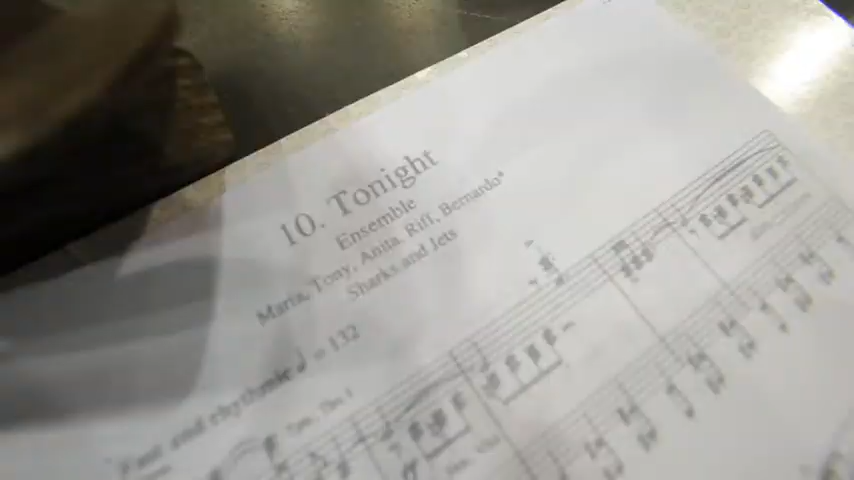 10. Tonight
Ensemble
Maria, Tony, Anita, Riff, Bernardo*
Sharks and Jets
Fast and rhythmic ♩ = 132